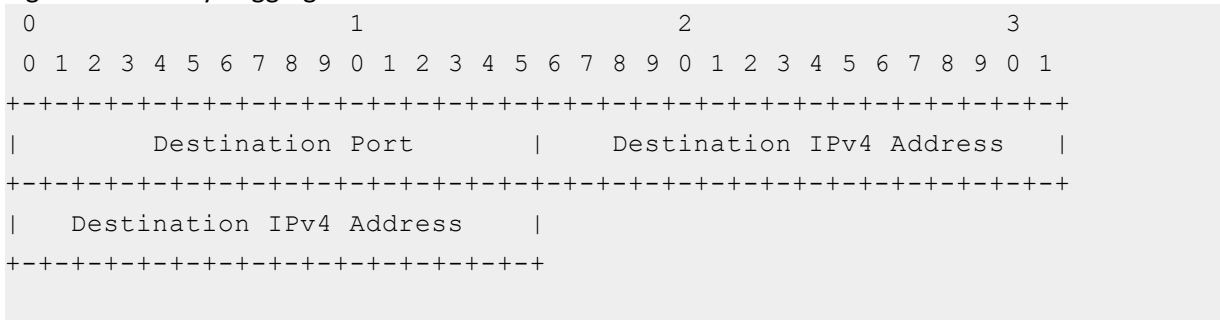 0                   1                   2                   3
 0 1 2 3 4 5 6 7 8 9 0 1 2 3 4 5 6 7 8 9 0 1 2 3 4 5 6 7 8 9 0 1
+-+-+-+-+-+-+-+-+-+-+-+-+-+-+-+-+-+-+-+-+-+-+-+-+-+-+-+-+-+-+-+-+
|        Destination Port       |    Destination IPv4 Address   |
+-+-+-+-+-+-+-+-+-+-+-+-+-+-+-+-+-+-+-+-+-+-+-+-+-+-+-+-+-+-+-+-+
|   Destination IPv4 Address    |
+-+-+-+-+-+-+-+-+-+-+-+-+-+-+-+-+